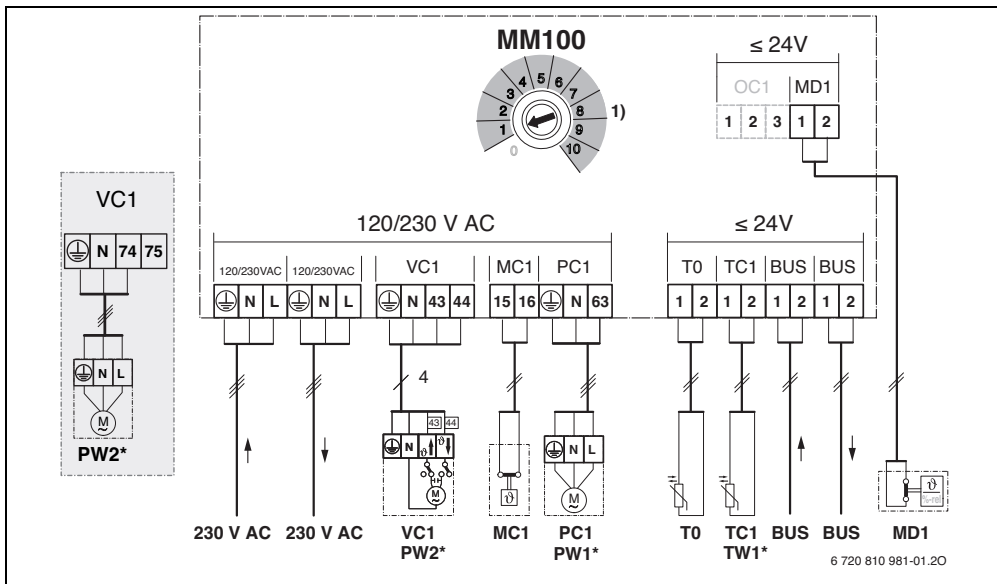 MM100
≤ 24V
OC1 MD1
1 2 3 1 2
0 1 2 3 4 5 6 7 8 9 10
1)
VC1
N 74 75
N L
M
~
PW2*
120/230 V AC
≤ 24V
120/230VAC 120/230VAC VC1 MC1 PC1
N L N L N 43 44 15 16 N 63
T0 TC1 BUS BUS
1 2 1 2 1 2 1 2
4
43 44
N ϑ ϑ
M
~
ϑ
N L
M
~
ϑ
%-rel.
230 V AC 230 V AC VC1 MC1 PC1 T0 TC1 BUS BUS MD1
PW2* PW1* TW1*
6 720 810 981-01.2O